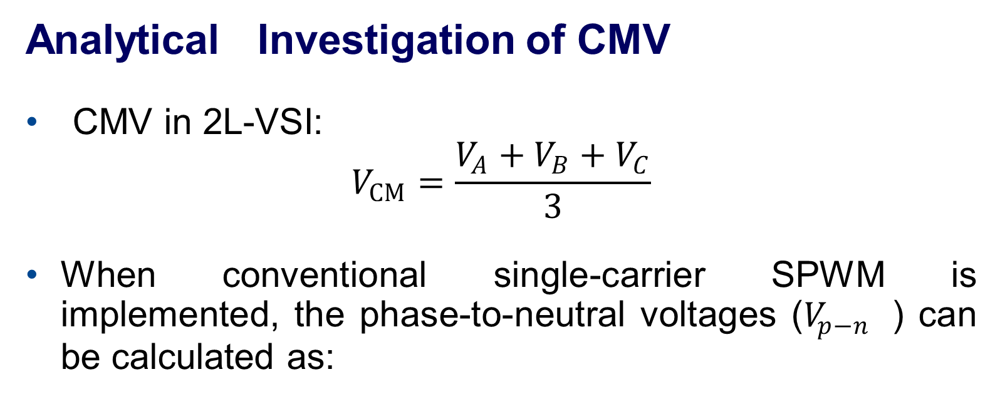 Analytical Investigation of CMV
• CMV in 2L-VSI:
V_CM = (V_A + V_B + V_C) / 3
• When conventional single-carrier SPWM is
implemented, the phase-to-neutral voltages (V_{p−n} ) can
be calculated as: